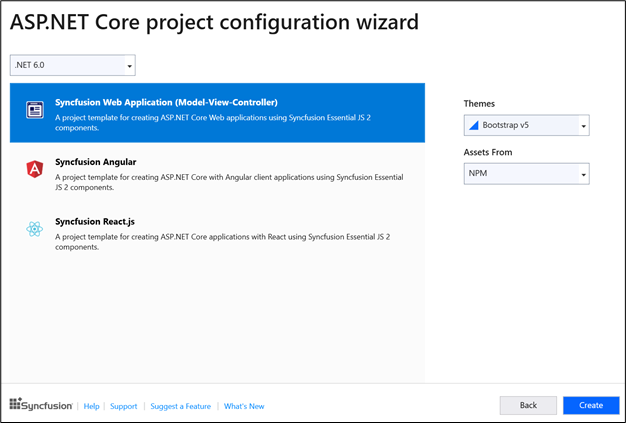 ASP.NET Core project configuration wizard
.NET 6.0
Syncfusion Web Application (Model-View-Controller)
A project template for creating ASP.NET Core Web applications using Syncfusion Essential JS 2
components.
Syncfusion Angular
A project template for creating ASP.NET Core with Angular client applications using Syncfusion Essential
JS 2 components.
Syncfusion React.js
A project template for creating ASP.NET Core applications with React using Syncfusion Essential JS 2
components.
Themes
Bootstrap v5
Assets From
NPM
Syncfusion | Help | Support | Suggest a Feature | What's New
Back
Create